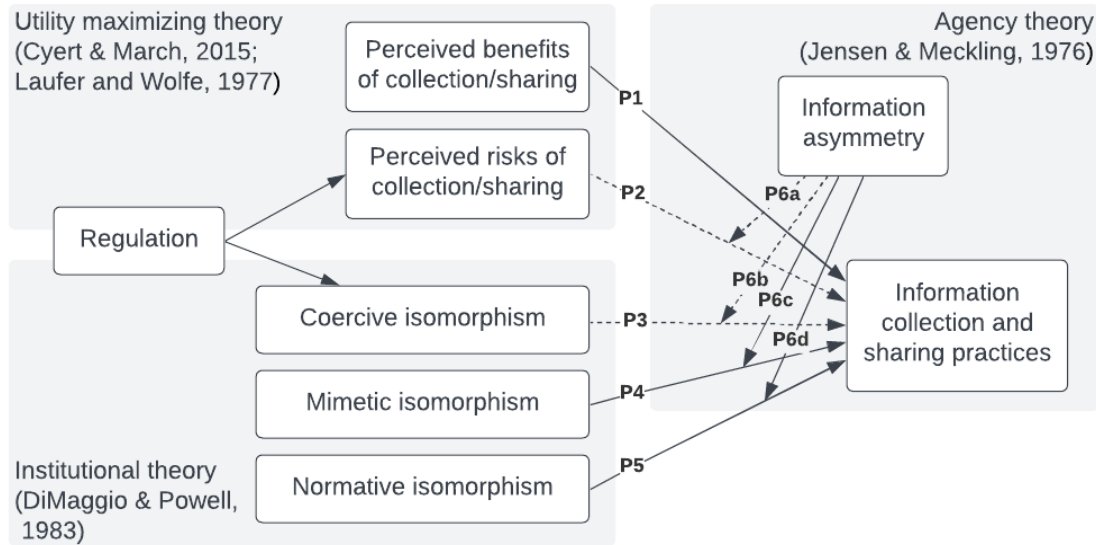 Utility maximizing theory
(Cyert & March, 2015;
Laufer and Wolfe, 1977)
Perceived benefits
of collection/sharing
Perceived risks of
collection/sharing
Regulation
Coercive isomorphism
Mimetic isomorphism
Normative isomorphism
Institutional theory
(DiMaggio & Powell,
1983)
P1
P2
P3
P4
P5
Agency theory
(Jensen & Meckling, 1976)
Information
asymmetry
P6a
P6b
P6c
P6d
Information
collection and
sharing practices